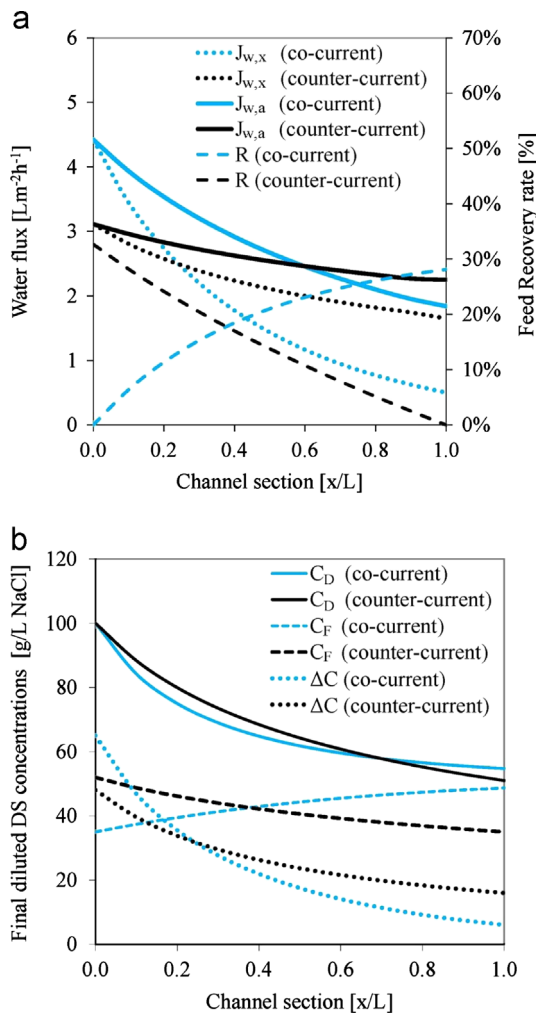 a
6
5
4
3
2
1
0
Water flux [Lm-2h-1]
Jw,x (co-current)
Jw,x (counter-current)
Jw,a (co-current)
Jw,a (counter-current)
R (co-current)
R (counter-current)
70%
60%
50%
40%
30%
20%
10%
0%
Feed Recovery rate [%]
0.0 0.2 0.4 0.6 0.8 1.0
Channel section [x/L]
b
120
100
80
60
40
20
0
Final diluted DS concentrations [g/L NaCl]
CD (co-current)
CD (counter-current)
CF (co-current)
CF (counter-current)
ΔC (co-current)
ΔC (counter-current)
0.0 0.2 0.4 0.6 0.8 1.0
Channel section [x/L]